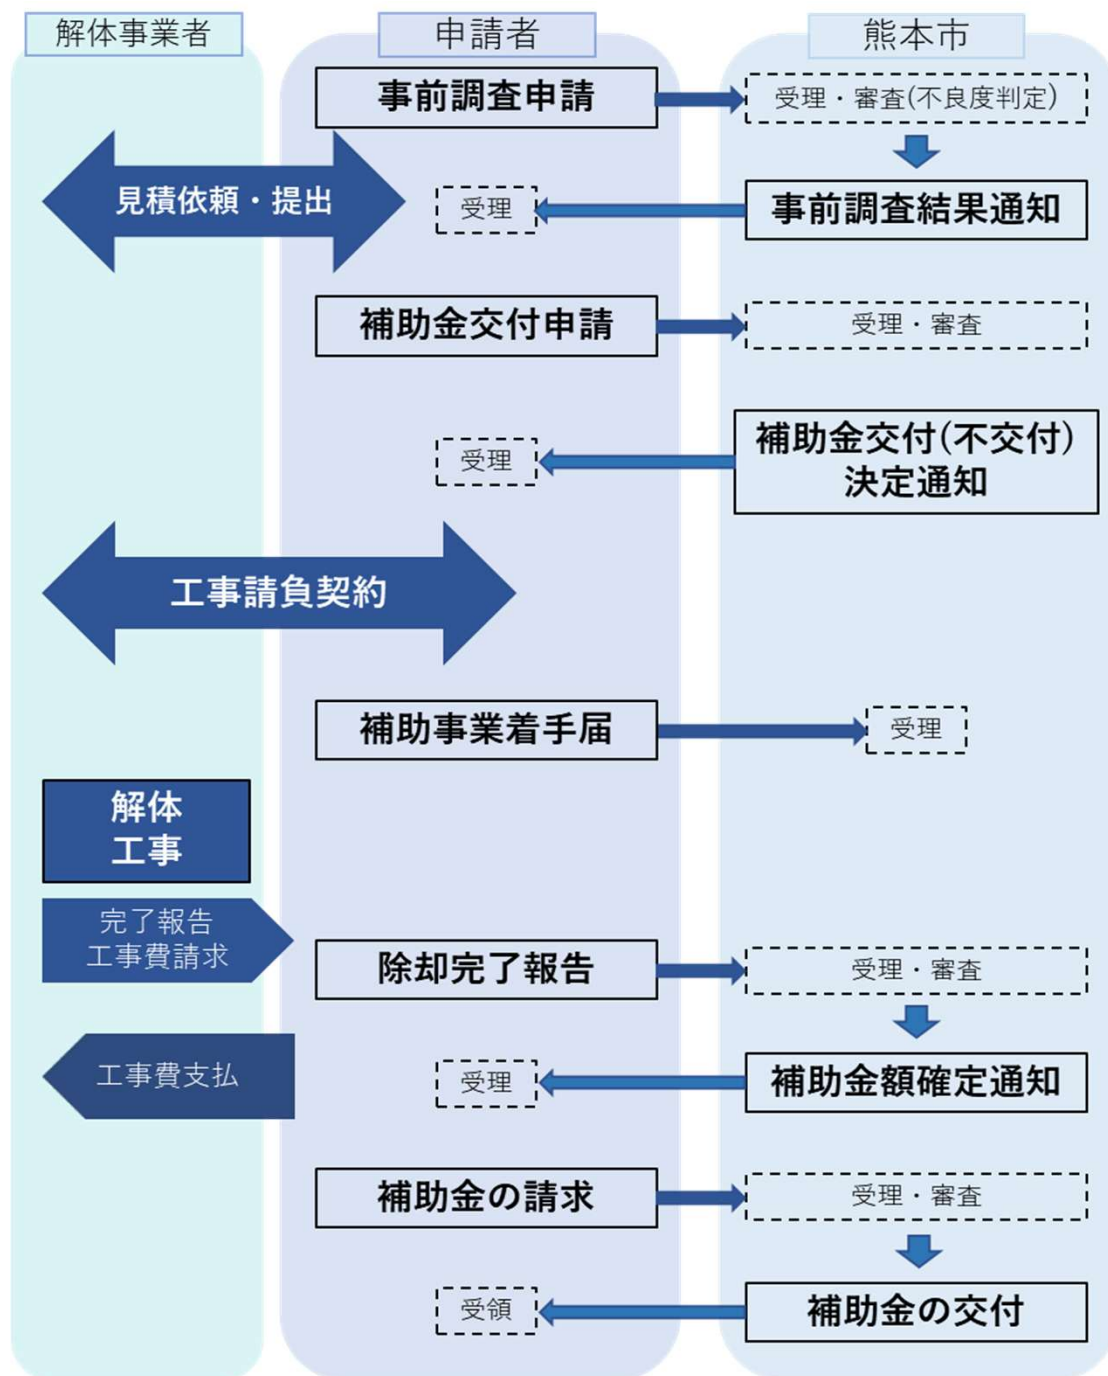 解体事業者
申請者
熊本市
事前調査申請
受理・審査(不良度判定)
見積依頼・提出
受理
事前調査結果通知
補助金交付申請
受理・審査
補助金交付(不交付)
決定通知
受理
工事請負契約
補助事業着手届
受理
解体
工事
完了報告
工事費請求
除却完了報告
受理・審査
工事費支払
受理
補助金額確定通知
補助金の請求
受理・審査
受領
補助金の交付